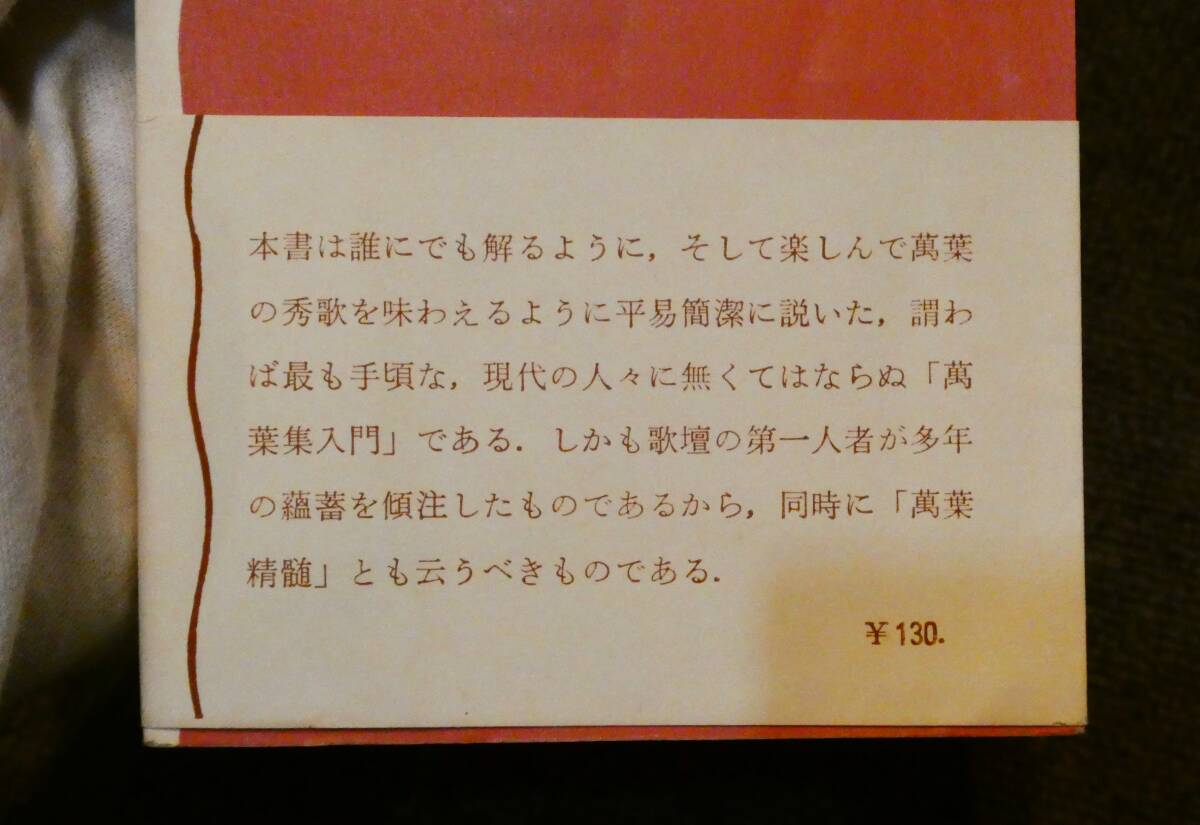 本書は誰にでも解るように，そして楽しんで萬葉
の秀歌を味わえるように平易簡潔に説いた，謂わ
ば最も手頃な，現代の人々に無くてはならぬ「萬
葉集入門」である．しかも歌壇の第一人者が多年
の蘊蓄を傾注したものであるから，同時に「萬葉
精髄」とも云うべきものである．
￥130.